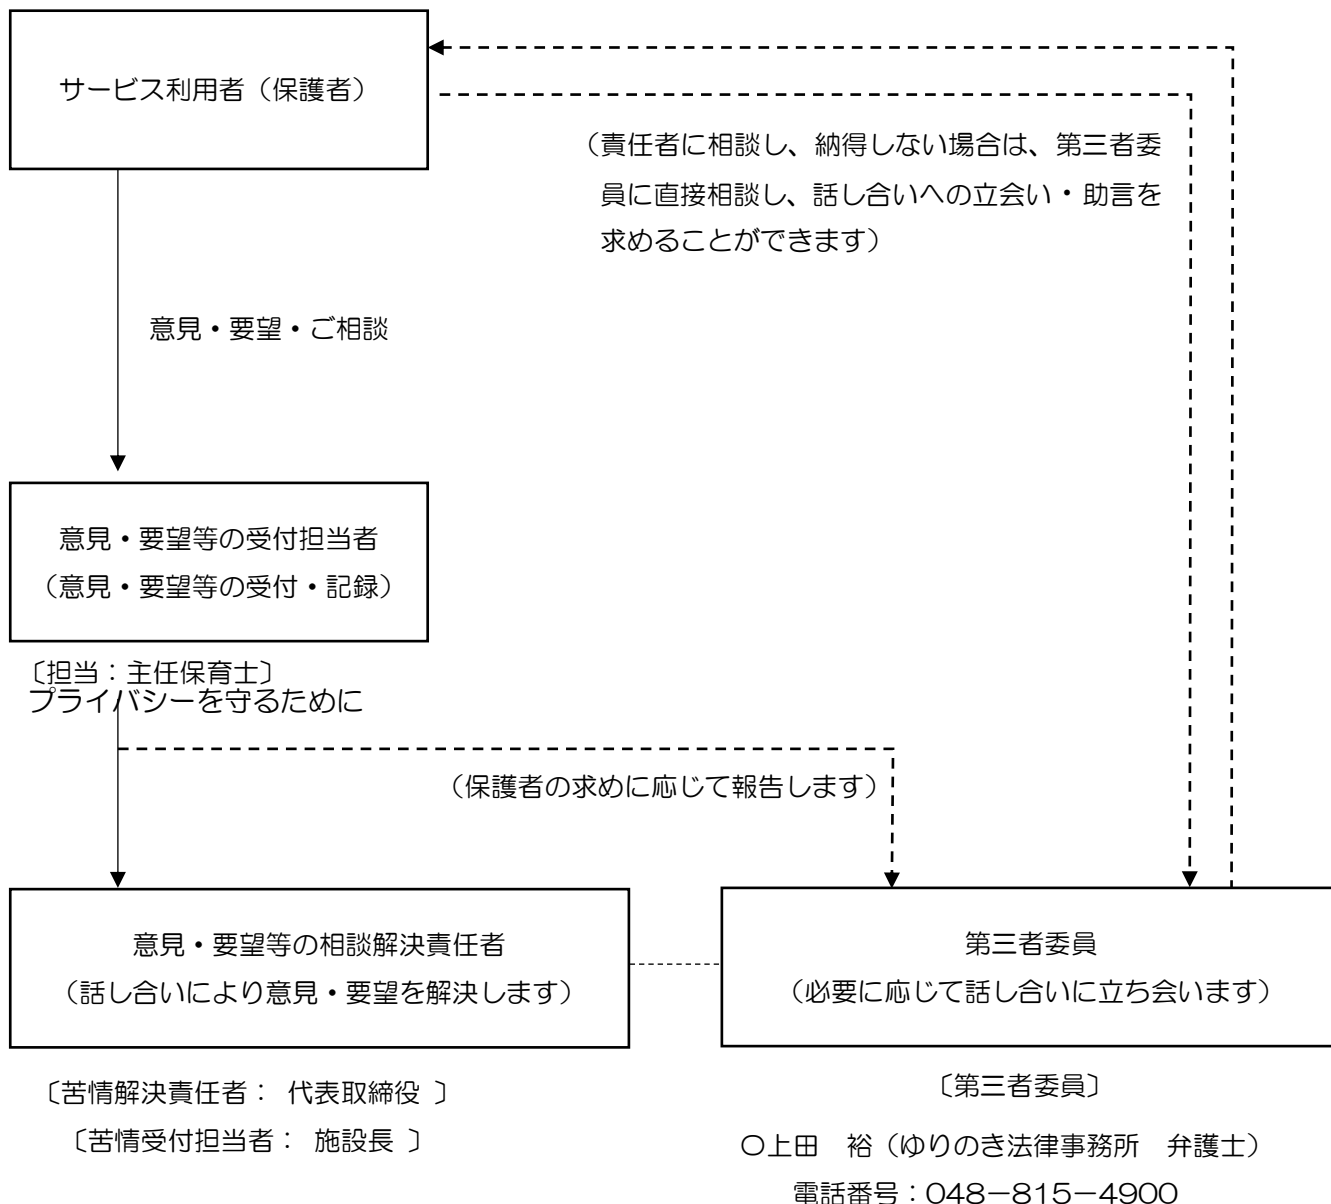 サービス利用者（保護者）
（責任者に相談し、納得しない場合は、第三者委
員に直接相談し、話し合いへの立会い・助言を
求めることができます）
意見・要望・ご相談
意見・要望等の受付担当者
（意見・要望等の受付・記録）
〔担当：主任保育士〕
プライバシーを守るために
（保護者の求めに応じて報告します）
意見・要望等の相談解決責任者
（話し合いにより意見・要望を解決します）
第三者委員
（必要に応じて話し合いに立ち会います）
〔苦情解決責任者： 代表取締役 〕
〔苦情受付担当者： 施設長 〕
〔第三者委員〕
〇上田　裕（ゆりのき法律事務所　弁護士）
電話番号：048－815－4900